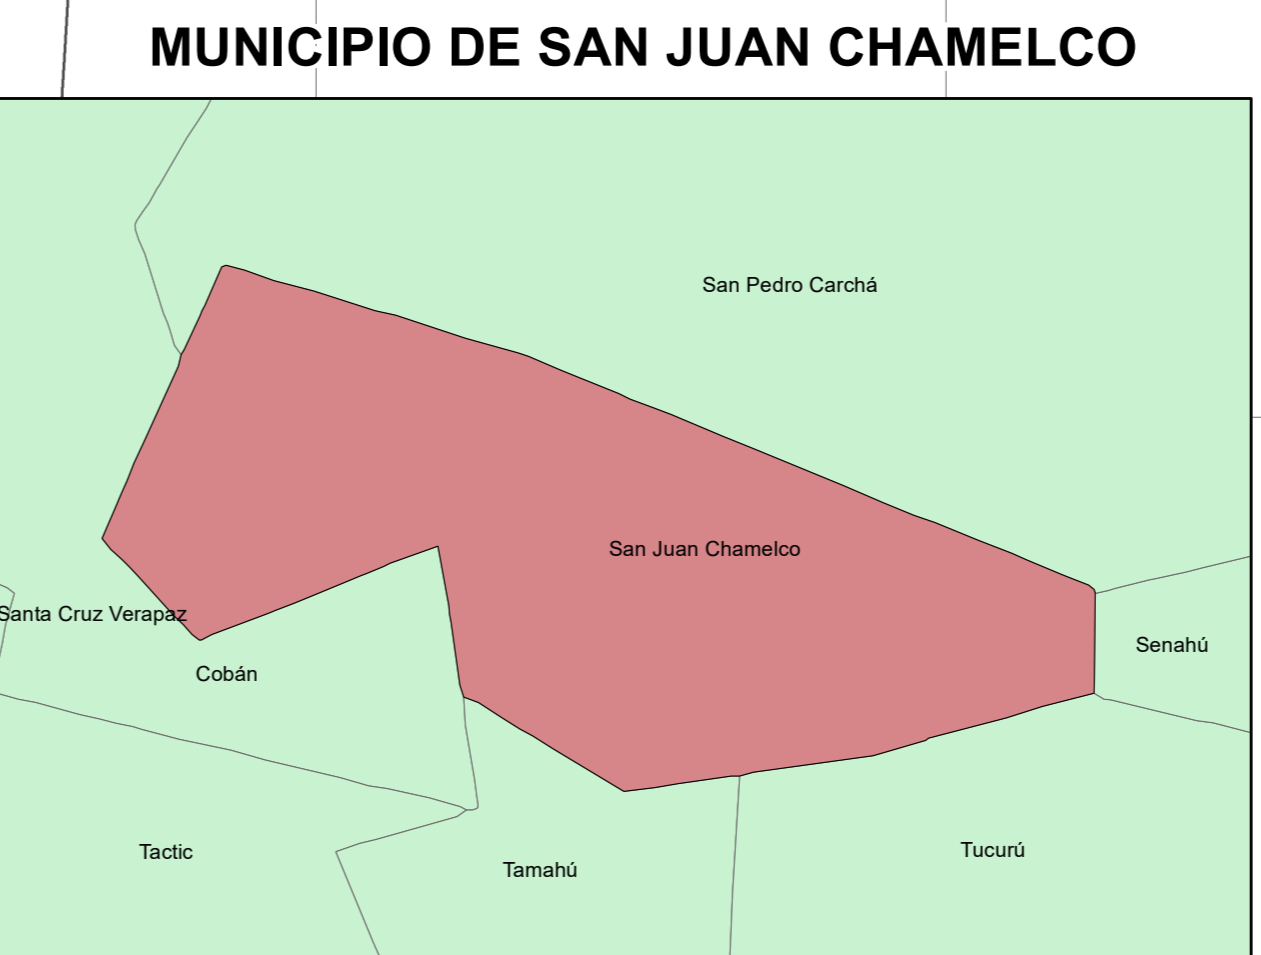 MUNICIPIO DE SAN JUAN CHAMELCO
San Pedro Carchá
San Juan Chamelco
Santa Cruz Verapaz
Senahú
Cobán
Tactic
Tamahú
Tucurú